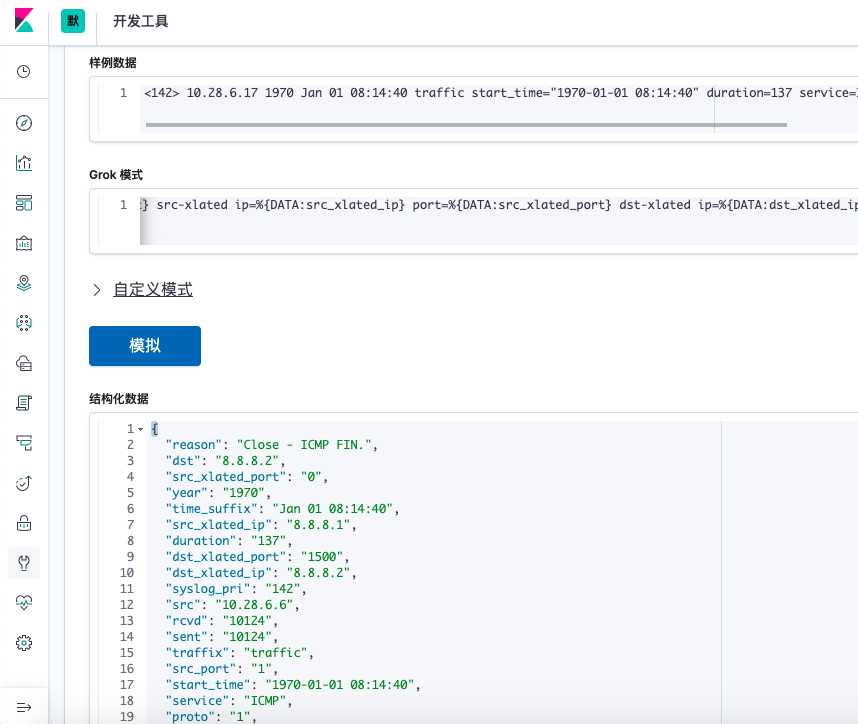 默 开发工具
样例数据
1 <142> 10.28.6.17 1970 Jan 01 08:14:40 traffic start_time="1970-01-01 08:14:40" duration=137 service=
Grok 模式
1 } src-xlated ip=%{DATA:src_xlated_ip} port=%{DATA:src_xlated_port} dst-xlated ip=%{DATA:dst_xlated_ip
自定义模式
模拟
结构化数据
1 {
2 "reason": "Close - ICMP FIN.",
3 "dst": "8.8.8.2",
4 "src_xlated_port": "0",
5 "year": "1970",
6 "time_suffix": "Jan 01 08:14:40",
7 "src_xlated_ip": "8.8.8.1",
8 "duration": "137",
9 "dst_xlated_port": "1500",
10 "dst_xlated_ip": "8.8.8.2",
11 "syslog_pri": "142",
12 "src": "10.28.6.6",
13 "rcvd": "10124",
14 "sent": "10124",
15 "traffix": "traffic",
16 "src_port": "1",
17 "start_time": "1970-01-01 08:14:40",
18 "service": "ICMP",
19 "proto": "1",